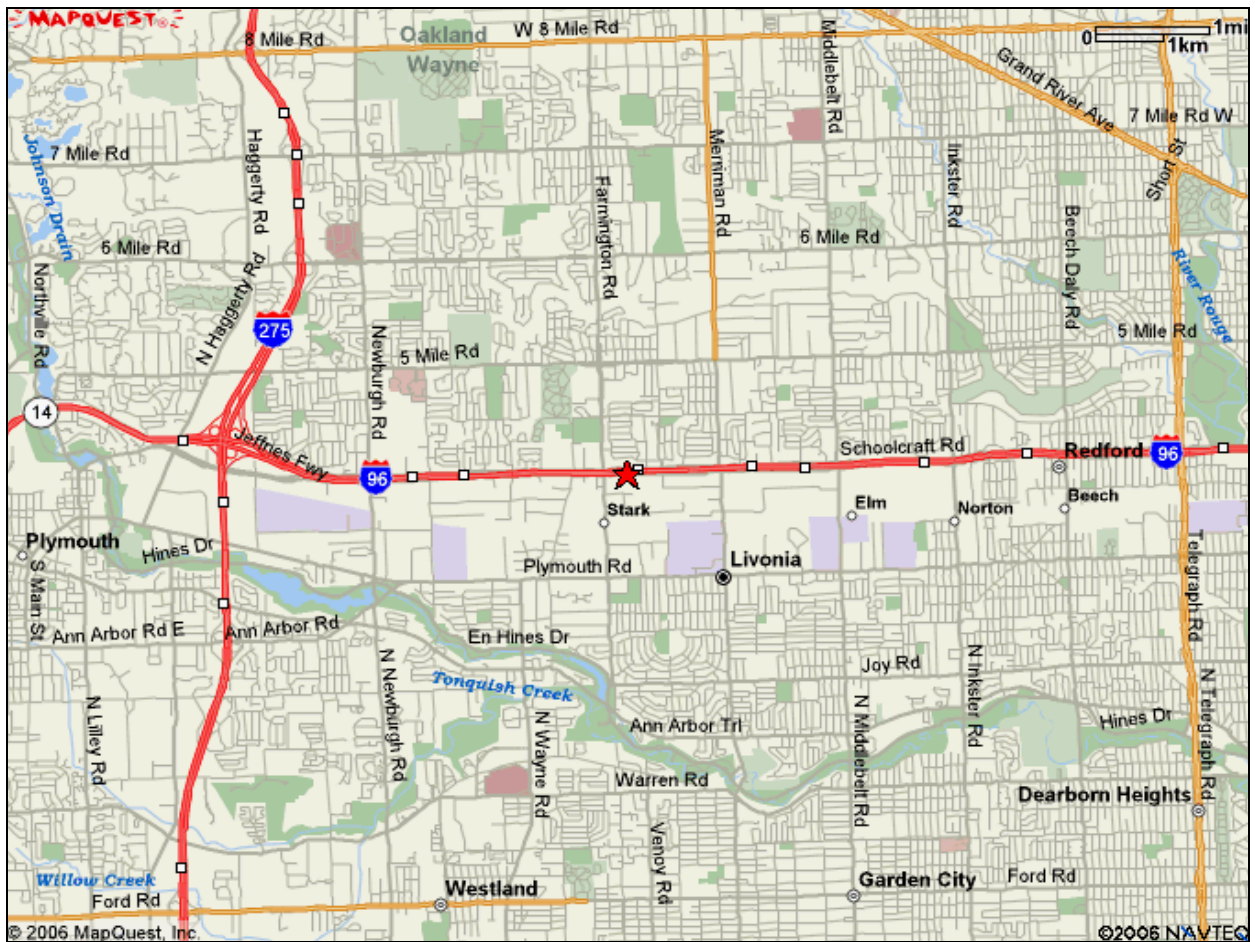 MAPQUEST
8 Mile Rd
Oakland
Wayne
W 8 Mile Rd
Middlebelt Rd
0
1mi
1km
Grand River Ave
7 Mile Rd W
7 Mile Rd
Johnson Drain
Haggerty Rd
Merriman Rd
Inkster Rd
Short St
Farmington Rd
Beech Daly Rd
6 Mile Rd
6 Mile Rd
Northville Rd
N Haggerty Rd
River Rouge
275
Newburgh Rd
5 Mile Rd
5 Mile Rd
14
Jeffries Fwy
Schoolcraft Rd
Redford
96
96
Stark
Elm
Norton
Beech
Plymouth
Hines Dr
Plymouth Rd
Livonia
Telegraph Rd
S Main St
Ann Arbor Rd E
Ann Arbor Rd
En Hines Dr
Joy Rd
N Inkster Rd
N Telegraph Rd
N Lilley Rd
N Newburgh Rd
Tonquish Creek
N Wayne Rd
Ann Arbor Trl
N Middlebelt Rd
Hines Dr
Warren Rd
Dearborn Heights
Venoy Rd
Willow Creek
Ford Rd
Westland
Garden City
Ford Rd
© 2006 MapQuest, Inc.
©2006 NAVTEQ